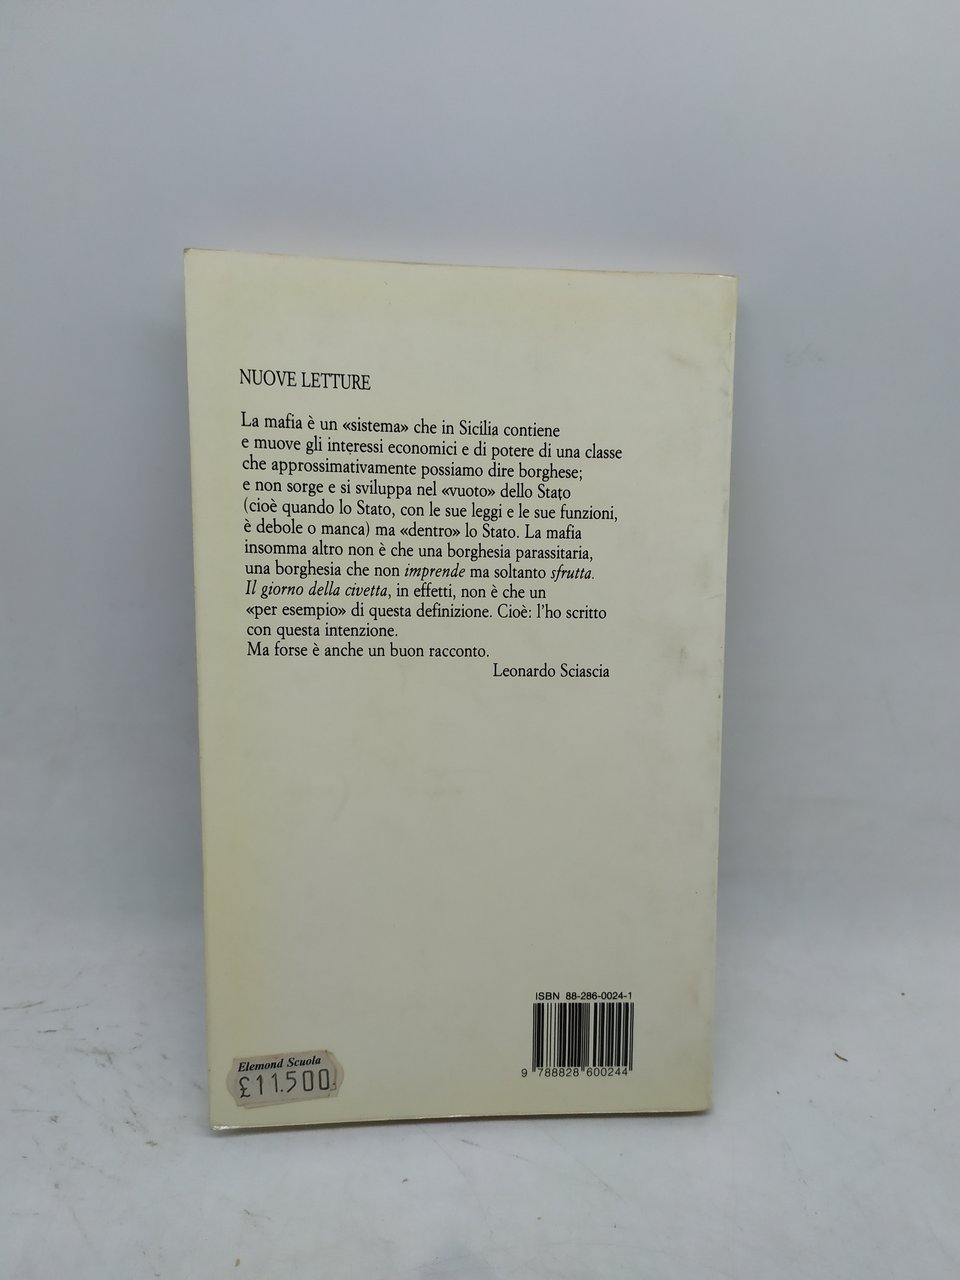 NUOVE LETTURE
La mafia è un «sistema» che in Sicilia contiene
e muove gli interessi economici e di potere di una classe
che approssimativamente possiamo dire borghese;
e non sorge e si sviluppa nel «vuoto» dello Stato
(cioè quando lo Stato, con le sue leggi e le sue funzioni,
è debole o manca) ma «dentro» lo Stato. La mafia
insomma altro non è che una borghesia parassitaria,
una borghesia che non imprende ma soltanto sfrutta.
Il giorno della civetta, in effetti, non è che un
«per esempio» di questa definizione. Cioè: l'ho scritto
con questa intenzione.
Ma forse è anche un buon racconto.
Leonardo Sciascia
ISBN 88-286-0024-1
9 788828 600244
Elemond Scuola
£11.500